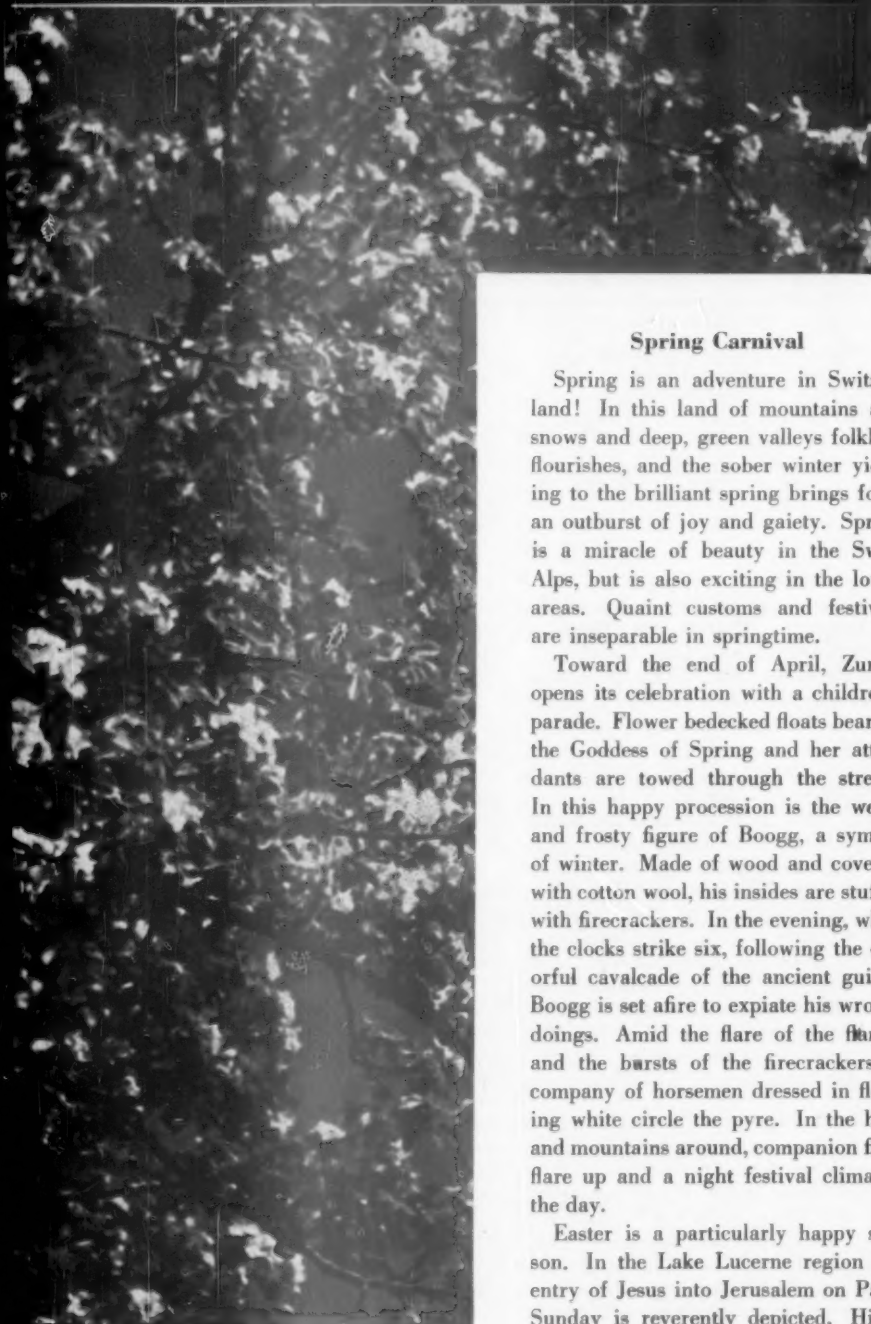 Spring Carnival
Spring is an adventure in Swit
land! In this land of mountains
snows and deep, green valleys folkl
flourishes, and the sober winter yi
ing to the brilliant spring brings fo
an outburst of joy and gaiety. Spr
is a miracle of beauty in the Sw
Alps, but is also exciting in the lo
areas. Quaint customs and festiv
are inseparable in springtime.
Toward the end of April, Zur
opens its celebration with a childre
parade. Flower bedecked floats bear
the Goddess of Spring and her att
dants are towed through the stre
In this happy procession is the we
and frosty figure of Boogg, a sym
of winter. Made of wood and cove
with cotton wool, his insides are stuf
with firecrackers. In the evening, w
the clocks strike six, following the
orful cavalcade of the ancient gui
Boogg is set afire to expiate his wro
doings. Amid the flare of the flam
and the bursts of the firecrackers
company of horsemen dressed in fl
ing white circle the pyre. In the h
and mountains around, companion f
flare up and a night festival clima
the day.
Easter is a particularly happy s
son. In the Lake Lucerne region
entry of Jesus into Jerusalem on P
Sunday is reverently depicted. Hi